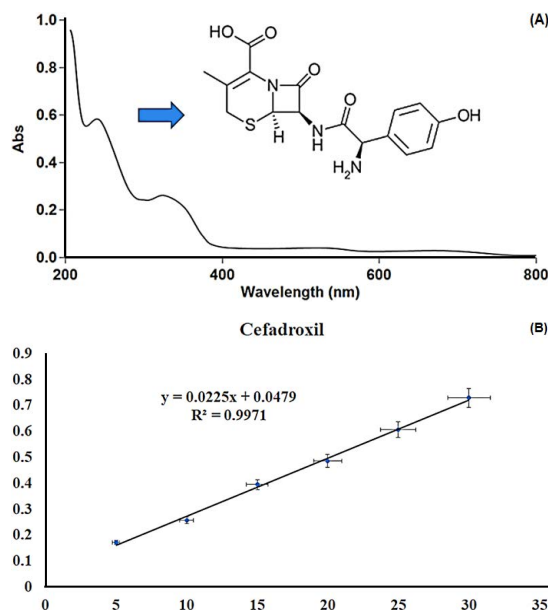 (A)
1.0
0.8
0.6
0.4
0.2
0.0
Abs
200
400
600
800
Wavelength (nm)
HO
O
N
O
S
H
N
H
O
H₂N
OH
Cefadroxil
(B)
0.9
0.8
0.7
0.6
0.5
0.4
0.3
0.2
0.1
0
y = 0.0225x + 0.0479
R² = 0.9971
0
5
10
15
20
25
30
35